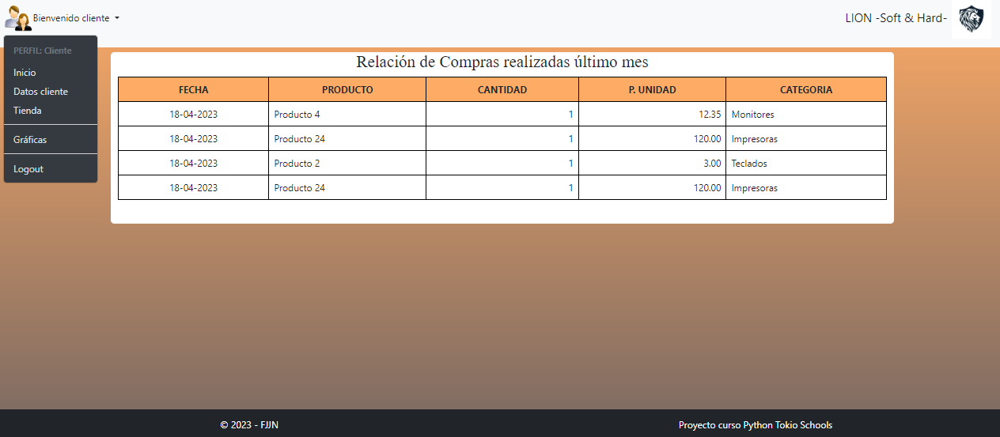 Bienvenido cliente
LION -Soft & Hard-
PERFIL: Cliente
Inicio
Datos cliente
Tienda
Gráficas
Logout
Relación de Compras realizadas último mes
FECHA PRODUCTO CANTIDAD P. UNIDAD CATEGORIA
18-04-2023 Producto 4 1 12.35 Monitores
18-04-2023 Producto 24 1 120.00 Impresoras
18-04-2023 Producto 2 1 3.00 Teclados
18-04-2023 Producto 24 1 120.00 Impresoras
© 2023 - FJJN Proyecto curso Python Tokio Schools